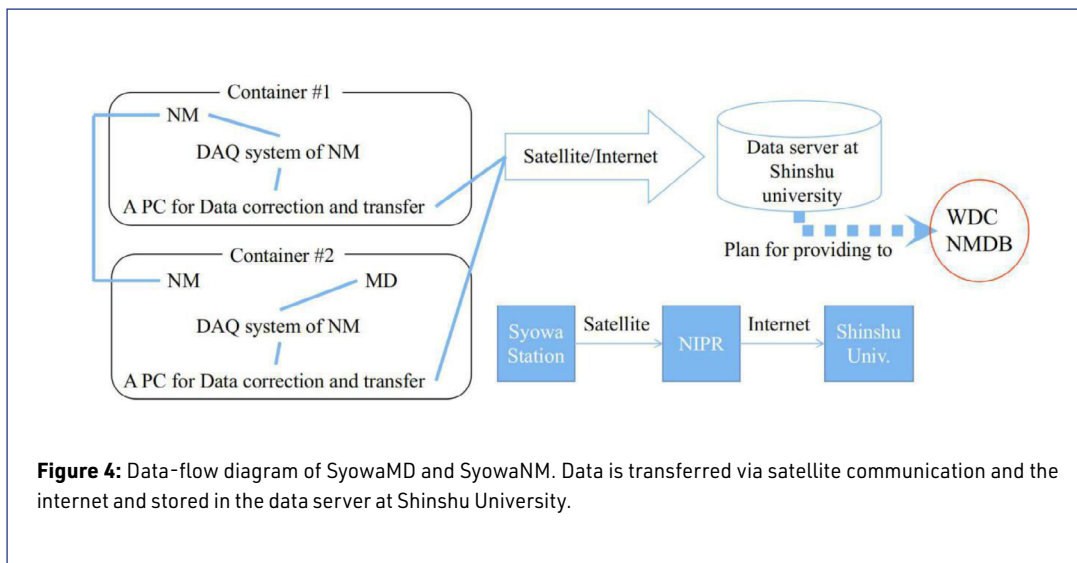 Container #1
NM
DAQ system of NM
A PC for Data correction and transfer
Container #2
NM
MD
DAQ system of NM
A PC for Data correction and transfer
Satellite/Internet
Data server at
Shinshu
university
Plan for providing to
WDC
NMDB
Syowa
Station
Satellite
NIPR
Internet
Shinshu
Univ.
Figure 4: Data-flow diagram of SyowaMD and SyowaNM. Data is transferred via satellite communication and the
internet and stored in the data server at Shinshu University.